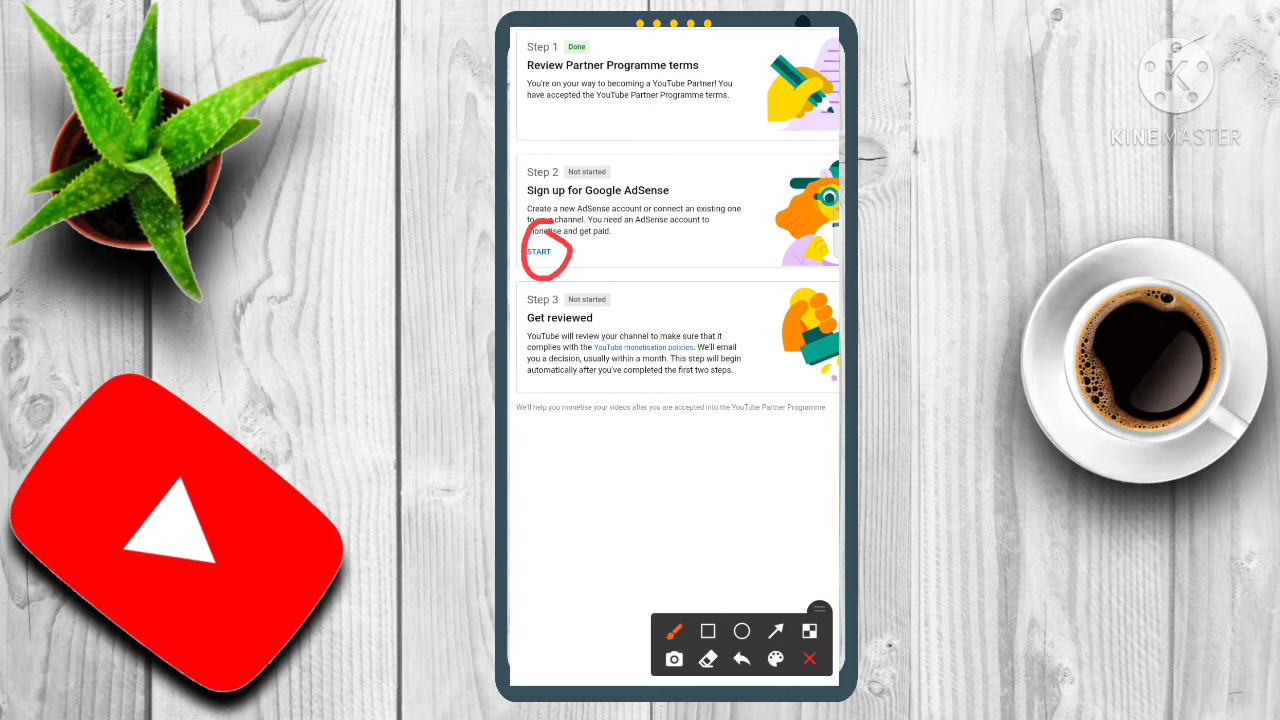 Step 1 Done
Review Partner Programme terms
You're on your way to becoming a YouTube Partner! You
have accepted the YouTube Partner Programme terms.
Step 2 Not started
Sign up for Google AdSense
Create a new AdSense account or connect an existing one
to your channel. You need an AdSense account to
monetise and get paid.
START
Step 3 Not started
Get reviewed
YouTube will review your channel to make sure that it
complies with the YouTube monetisation policies. We'll email
you a decision, usually within a month. This step will begin
automatically after you've completed the first two steps.
We'll help you monetise your videos after you are accepted into the YouTube Partner Programme.
K
KINEMASTER